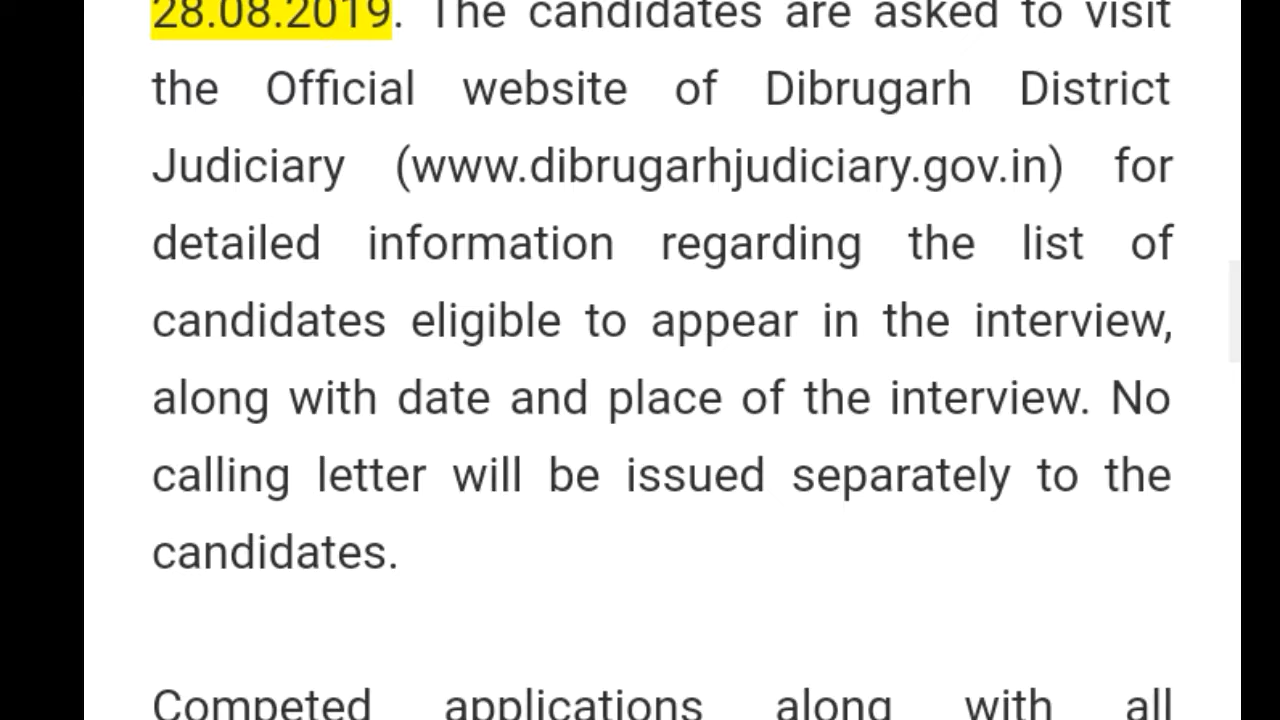 28.08.2019. The candidates are asked to visit
the Official website of Dibrugarh District
Judiciary (www.dibrugarhjudiciary.gov.in) for
detailed information regarding the list of
candidates eligible to appear in the interview,
along with date and place of the interview. No
calling letter will be issued separately to the
candidates.
Competed applications along with all